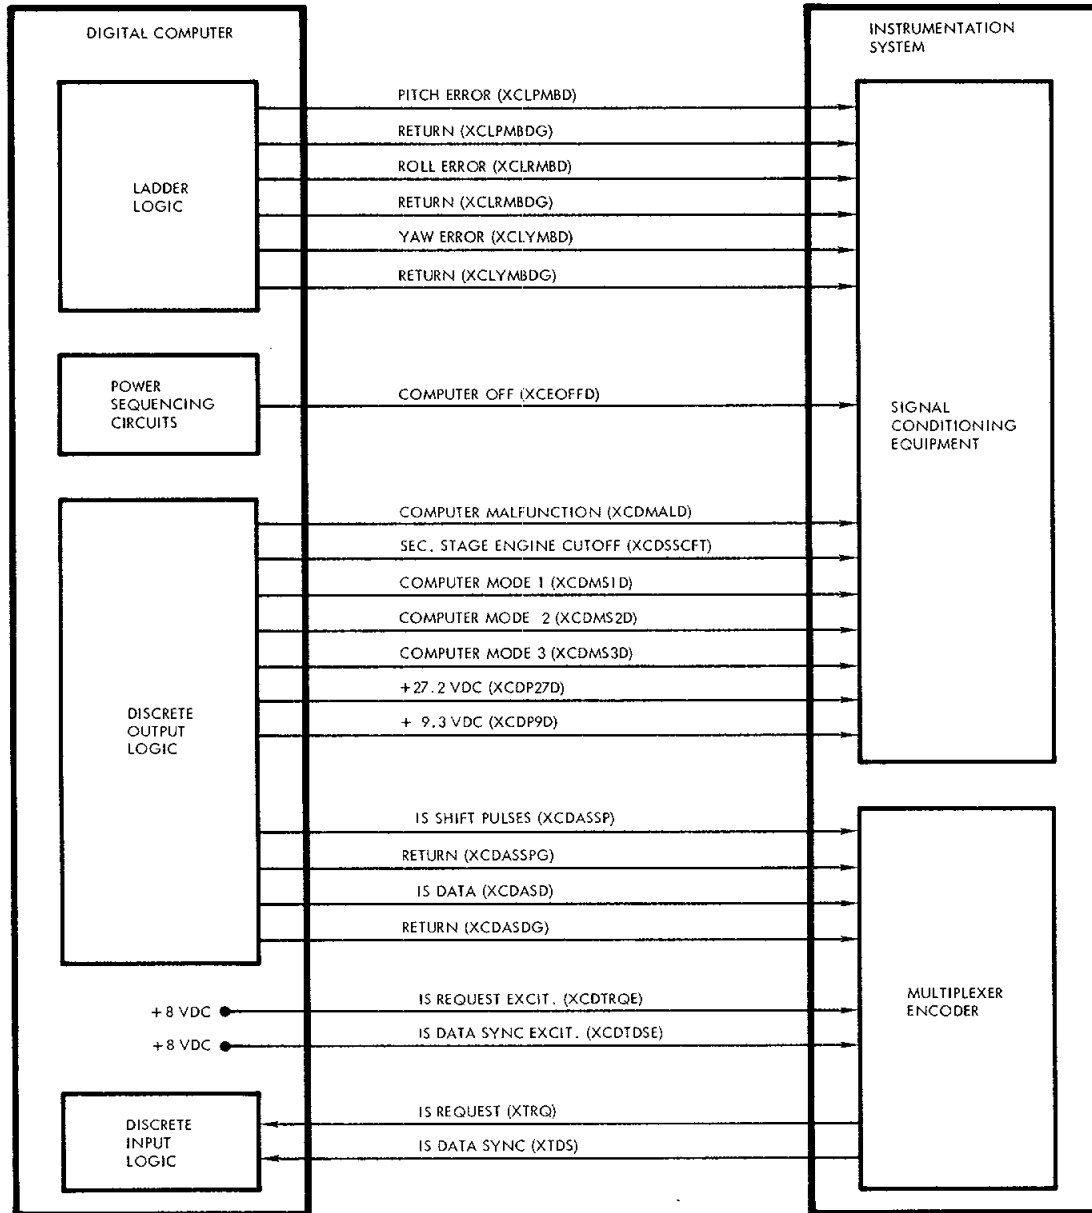 DIGITAL COMPUTER
INSTRUMENTATION
SYSTEM
LADDER
LOGIC
PITCH ERROR (XCLPMBD)
RETURN (XCLPMBDG)
ROLL ERROR (XCLRMBD)
RETURN (XCLRMBDG)
YAW ERROR (XCLYMBD)
RETURN (XCLYMBDG)
POWER
SEQUENCING
CIRCUITS
COMPUTER OFF (XCEOFFD)
SIGNAL
CONDITIONING
EQUIPMENT
COMPUTER MALFUNCTION (XCDMALD)
SEC. STAGE ENGINE CUTOFF (XCDSSCFT)
COMPUTER MODE 1 (XCDMS1D)
COMPUTER MODE 2 (XCDMS2D)
COMPUTER MODE 3 (XCDMS3D)
+27.2 VDC (XCDP27D)
+ 9.3 VDC (XCDP9D)
DISCRETE
OUTPUT
LOGIC
IS SHIFT PULSES (XCDASSP)
RETURN (XCDASSPG)
IS DATA (XCDASD)
RETURN (XCDASDG)
+8 VDC
IS REQUEST EXCIT. (XCDTRQE)
+8 VDC
IS DATA SYNC EXCIT. (XCDTDSE)
MULTIPLEXER
ENCODER
DISCRETE
INPUT
LOGIC
IS REQUEST (XTRQ)
IS DATA SYNC (XTDS)